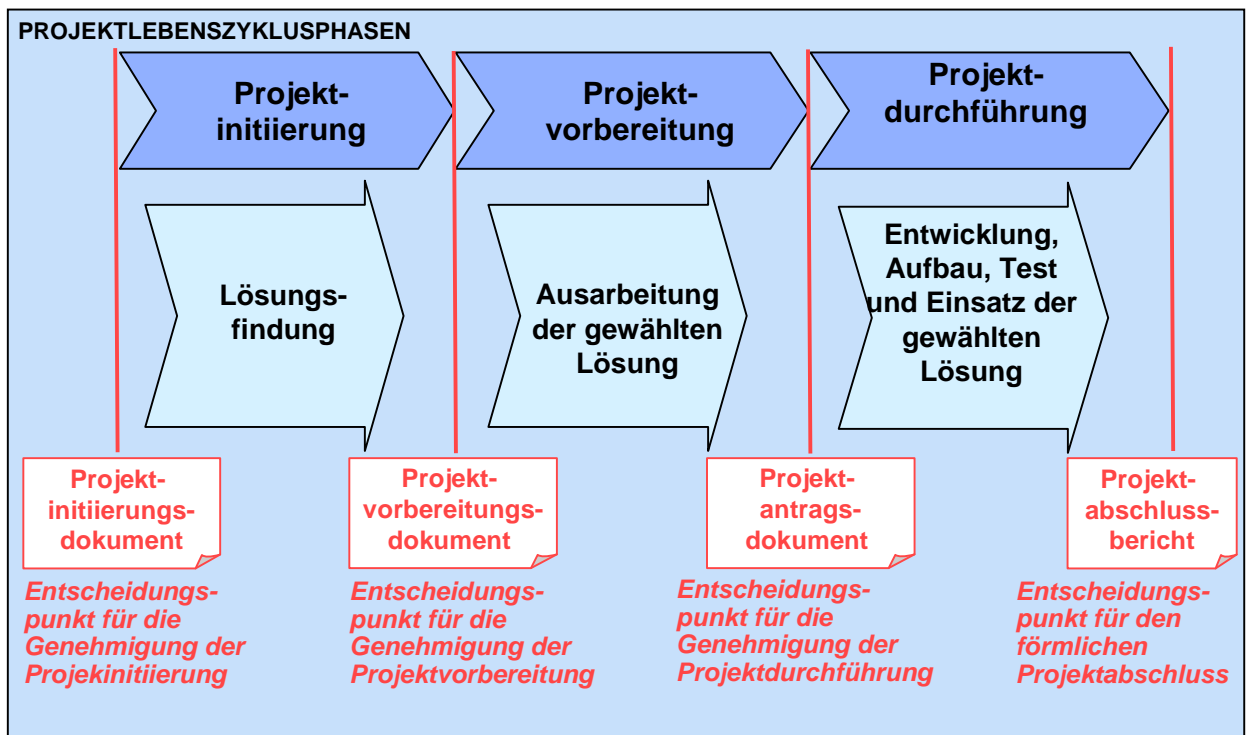 PROJEKTLEBENSZYKLUSPHASEN
Projekt-
initiierung
Projekt-
vorbereitung
Projekt-
durchführung
Lösungs-
findung
Ausarbeitung
der gewählten
Lösung
Entwicklung,
Aufbau, Test
und Einsatz der
gewählten
Lösung
Projekt-
initiierungs-
dokument
Projekt-
vorbereitungs-
dokument
Projekt-
antrags-
dokument
Projekt-
abschluss-
bericht
Entscheidungs-
punkt für die
Genehmigung der
Projekinitiierung
Entscheidungs-
punkt für die
Genehmigung der
Projektvorbereitung
Entscheidungs-
punkt für die
Genehmigung der
Projektdurchführung
Entscheidungs-
punkt für den
förmlichen
Projektabschluss